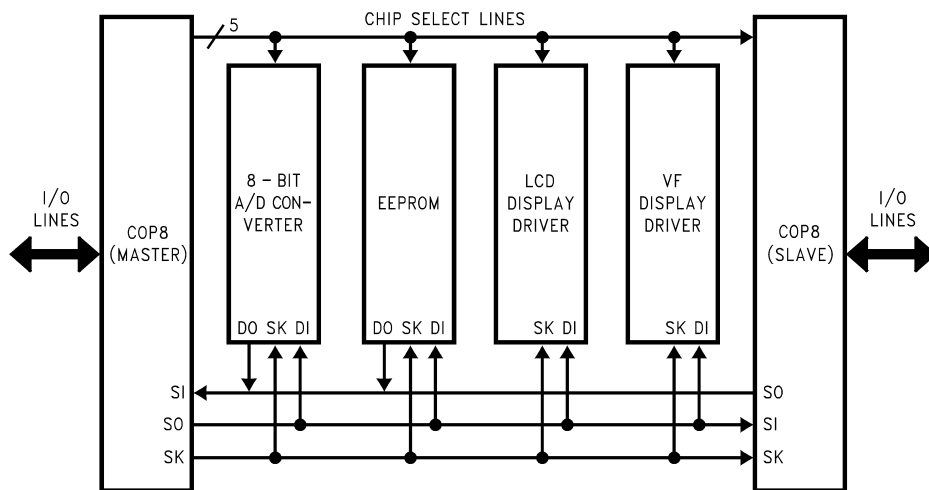 CHIP SELECT LINES
5
I/O
LINES
COP8
(MASTER)
8 – BIT
A/D CON-
VERTER
DO SK DI
EEPROM
DO SK DI
LCD
DISPLAY
DRIVER
SK DI
VF
DISPLAY
DRIVER
SK DI
COP8
(SLAVE)
I/O
LINES
SI
SO
SK
SO
SI
SK